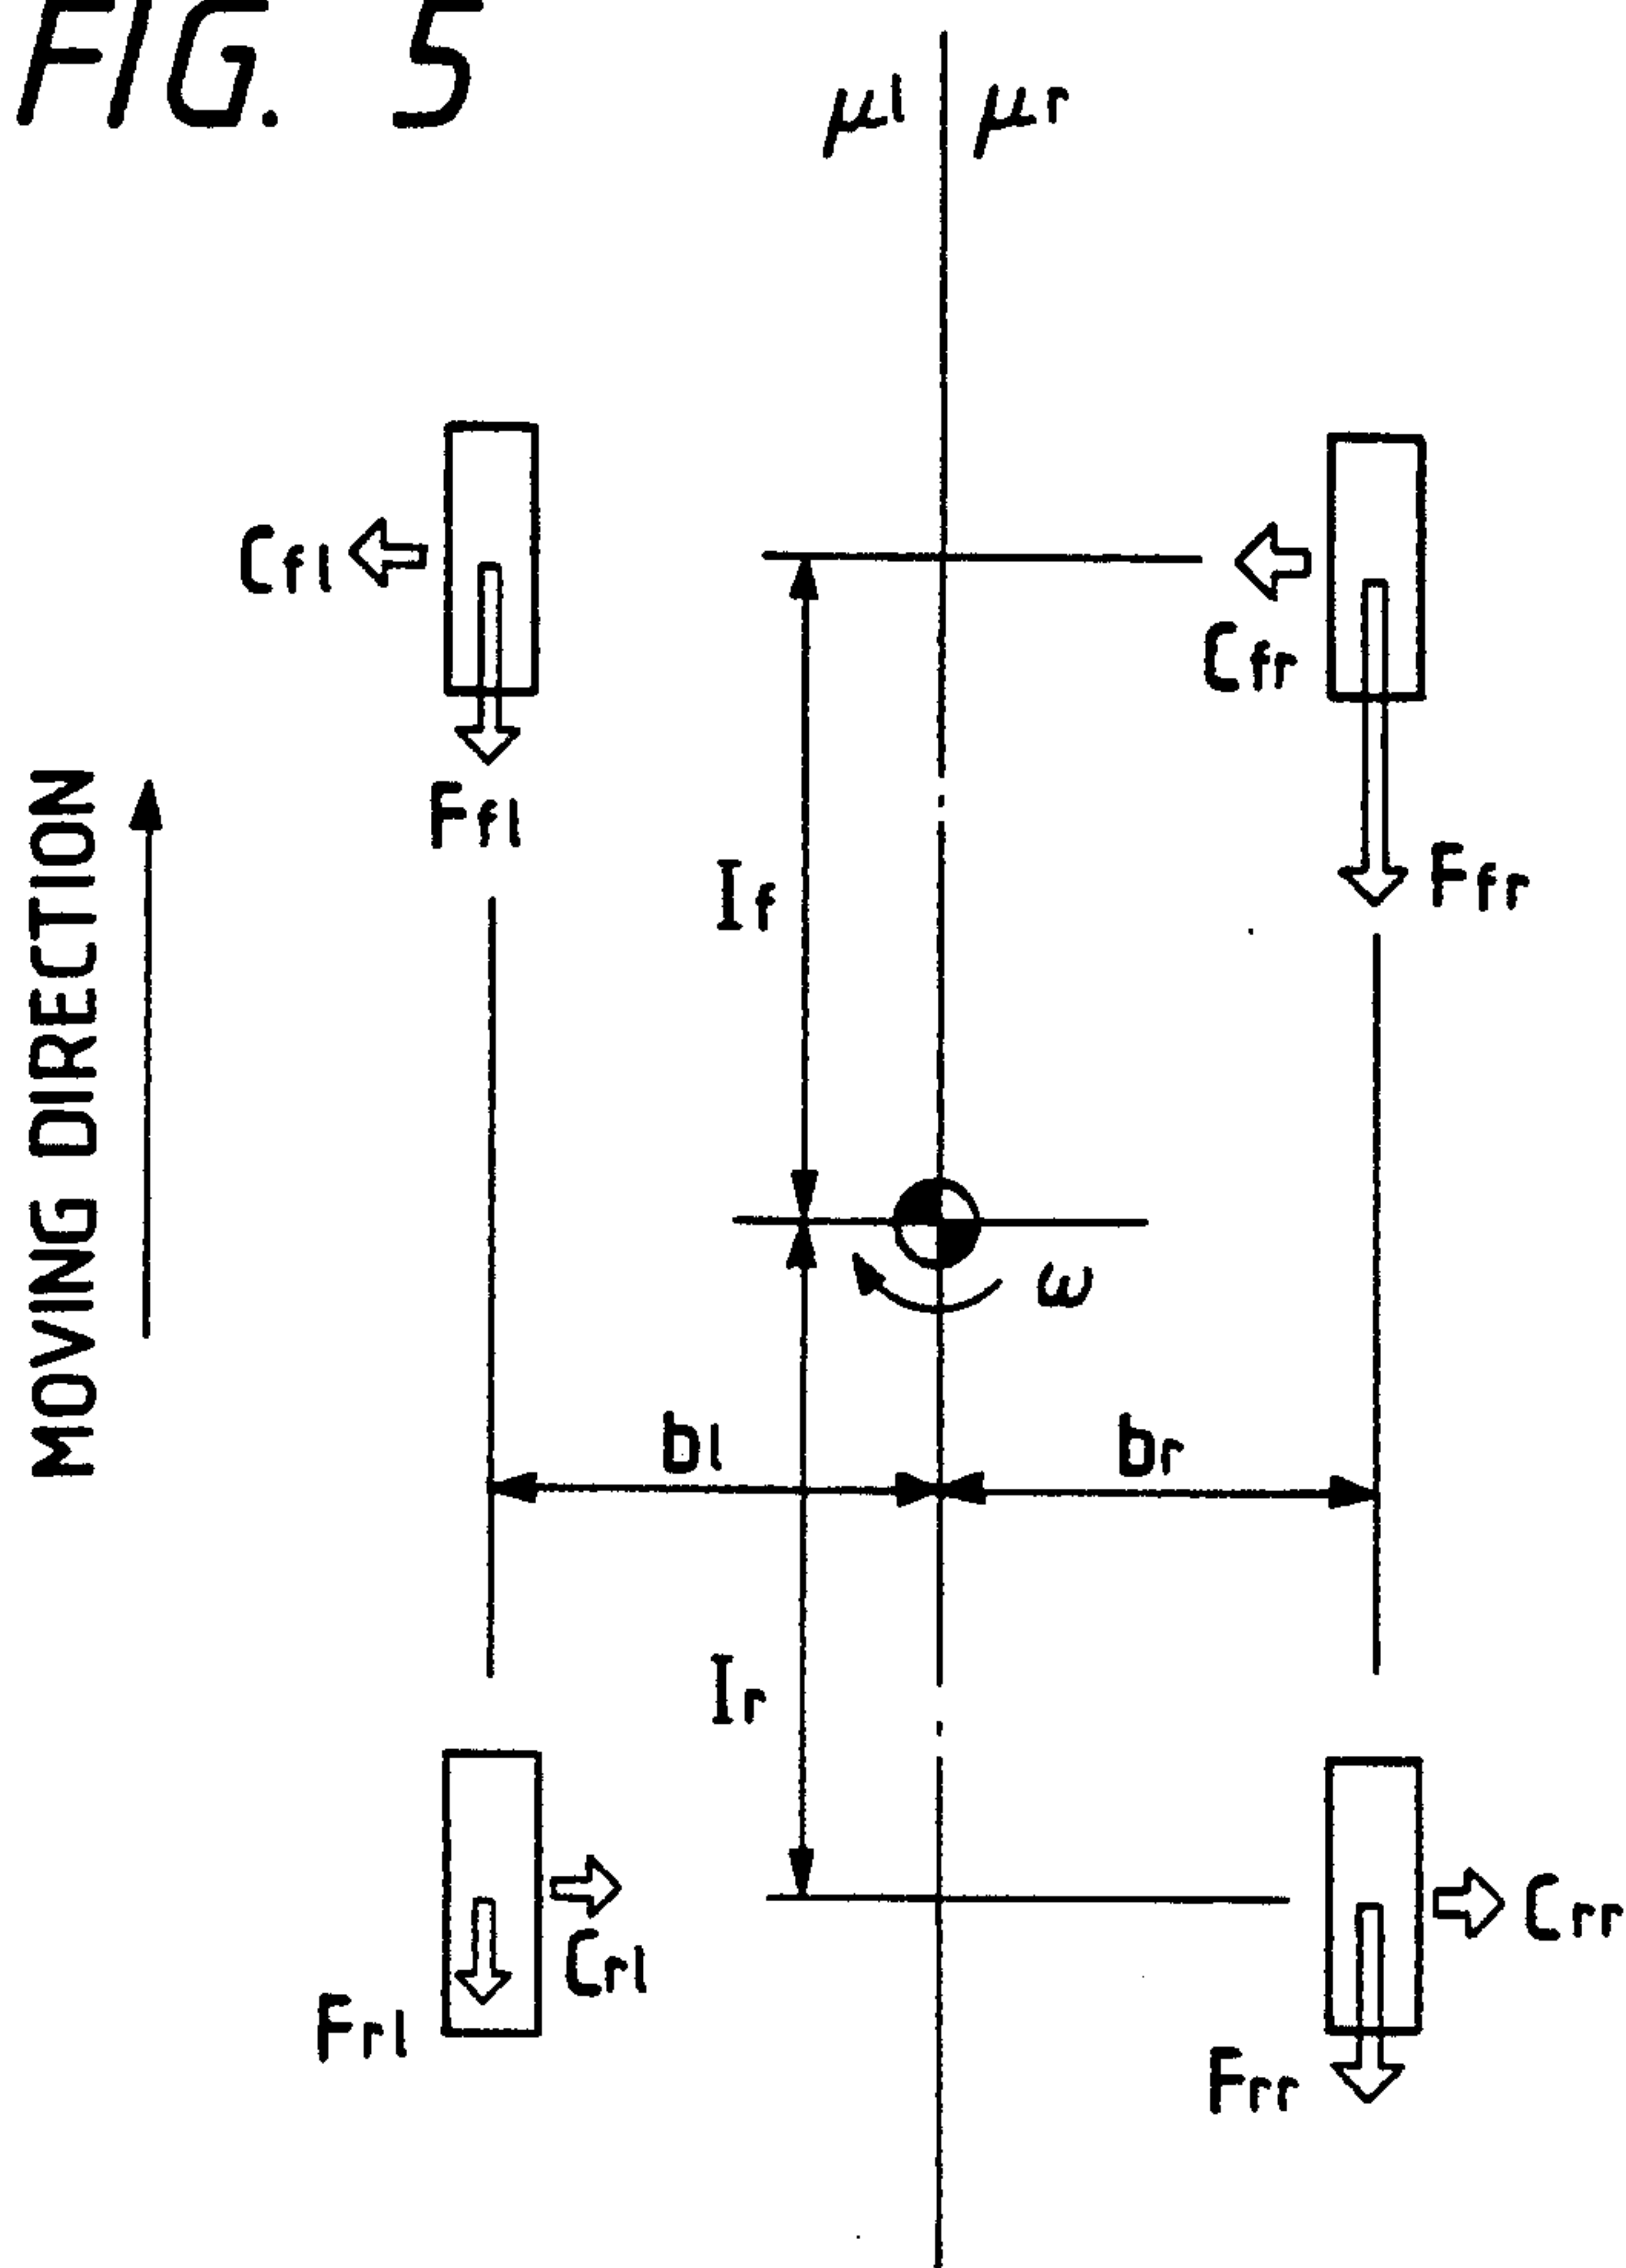 FIG. 5
μl μr
Cfl
Cfr
Ffl
Ffr
If
MOVING DIRECTION
ω
bl
br
Ir
Crl
Crr
Frl
Frr